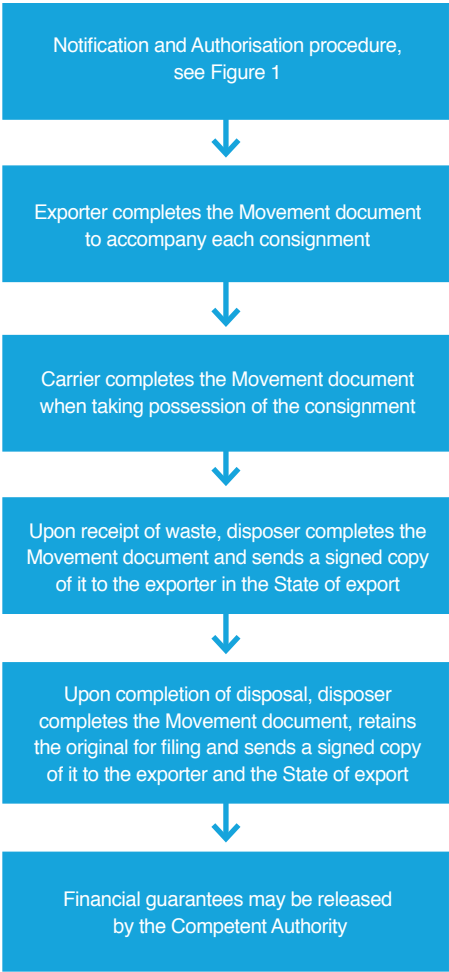 Notification and Authorisation procedure,
see Figure 1
Exporter completes the Movement document
to accompany each consignment
Carrier completes the Movement document
when taking possession of the consignment
Upon receipt of waste, disposer completes the
Movement document and sends a signed copy
of it to the exporter in the State of export
Upon completion of disposal, disposer
completes the Movement document, retains
the original for filing and sends a signed copy
of it to the exporter and the State of export
Financial guarantees may be released
by the Competent Authority